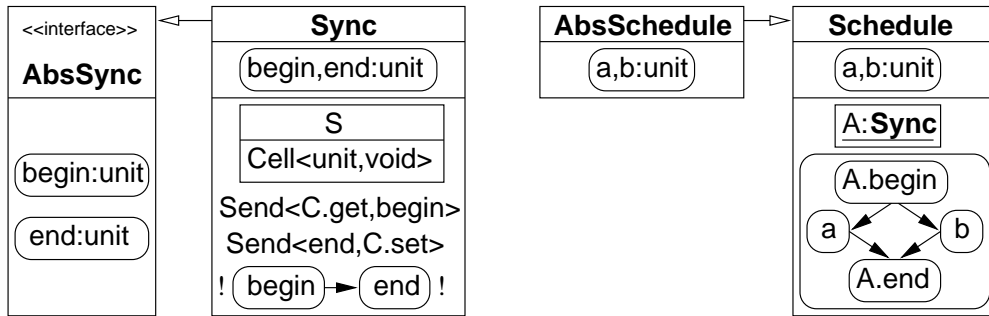 <<interface>>
AbsSync
begin:unit
end:unit
Sync
begin,end:unit
S
Cell<unit,void>
Send<C.get,begin>
Send<end,C.set>
! begin end !
AbsSchedule
a,b:unit
Schedule
a,b:unit
A:Sync
A.begin
a b
A.end